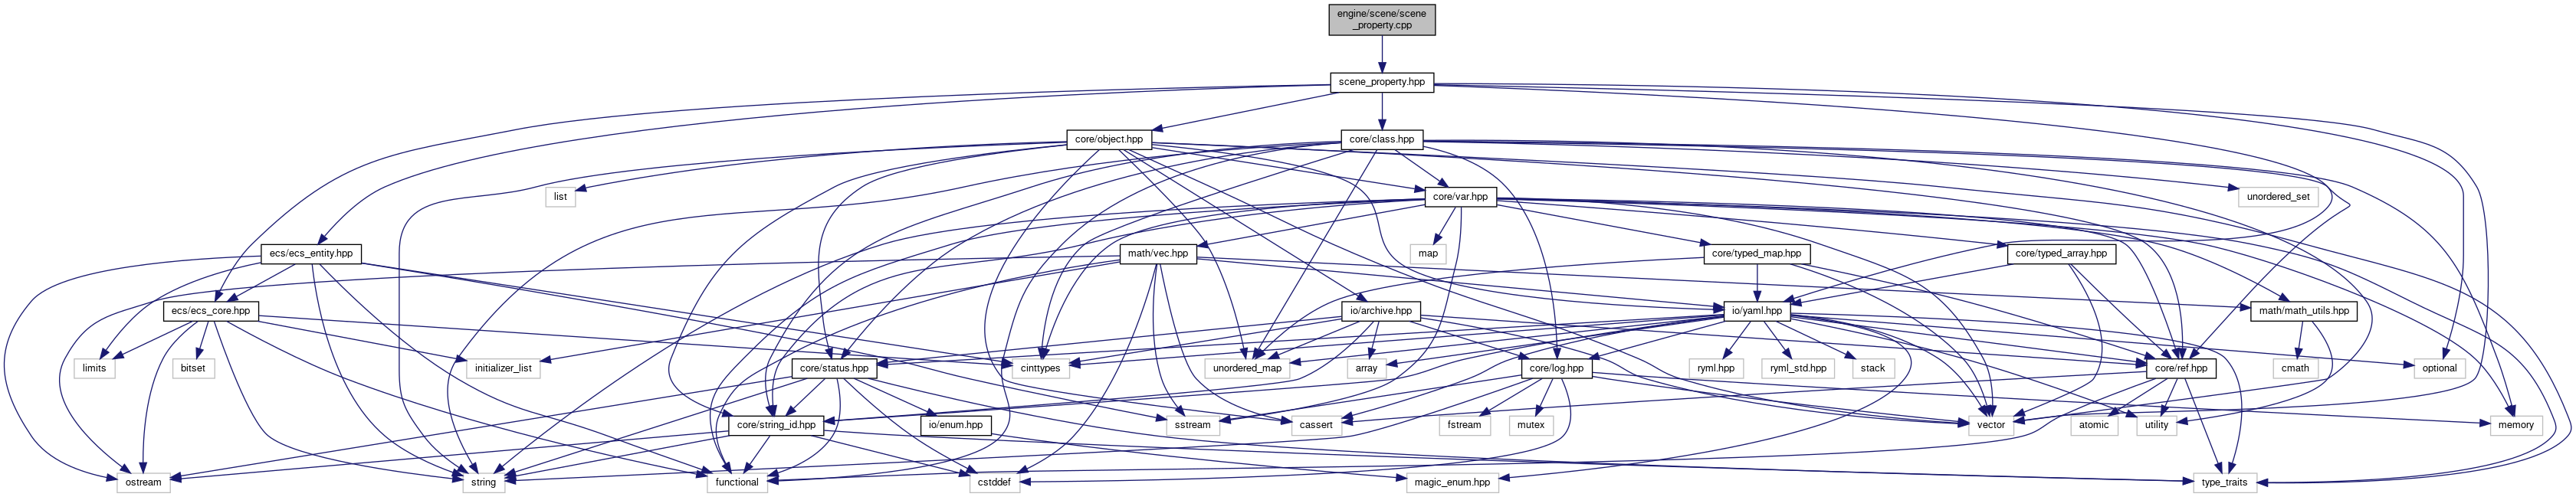 engine/scene/scene
_property.cpp
scene_property.hpp
core/object.hpp
core/class.hpp
list
core/var.hpp
unordered_set
ecs/ecs_entity.hpp
math/vec.hpp
map
core/typed_map.hpp
core/typed_array.hpp
ecs/ecs_core.hpp
io/archive.hpp
io/yaml.hpp
math/math_utils.hpp
limits
bitset
initializer_list
core/status.hpp
cinttypes
unordered_map
array
core/log.hpp
ryml.hpp
ryml_std.hpp
stack
core/ref.hpp
cmath
optional
core/string_id.hpp
io/enum.hpp
sstream
cassert
fstream
mutex
vector
atomic
utility
memory
ostream
string
functional
cstddef
magic_enum.hpp
type_traits